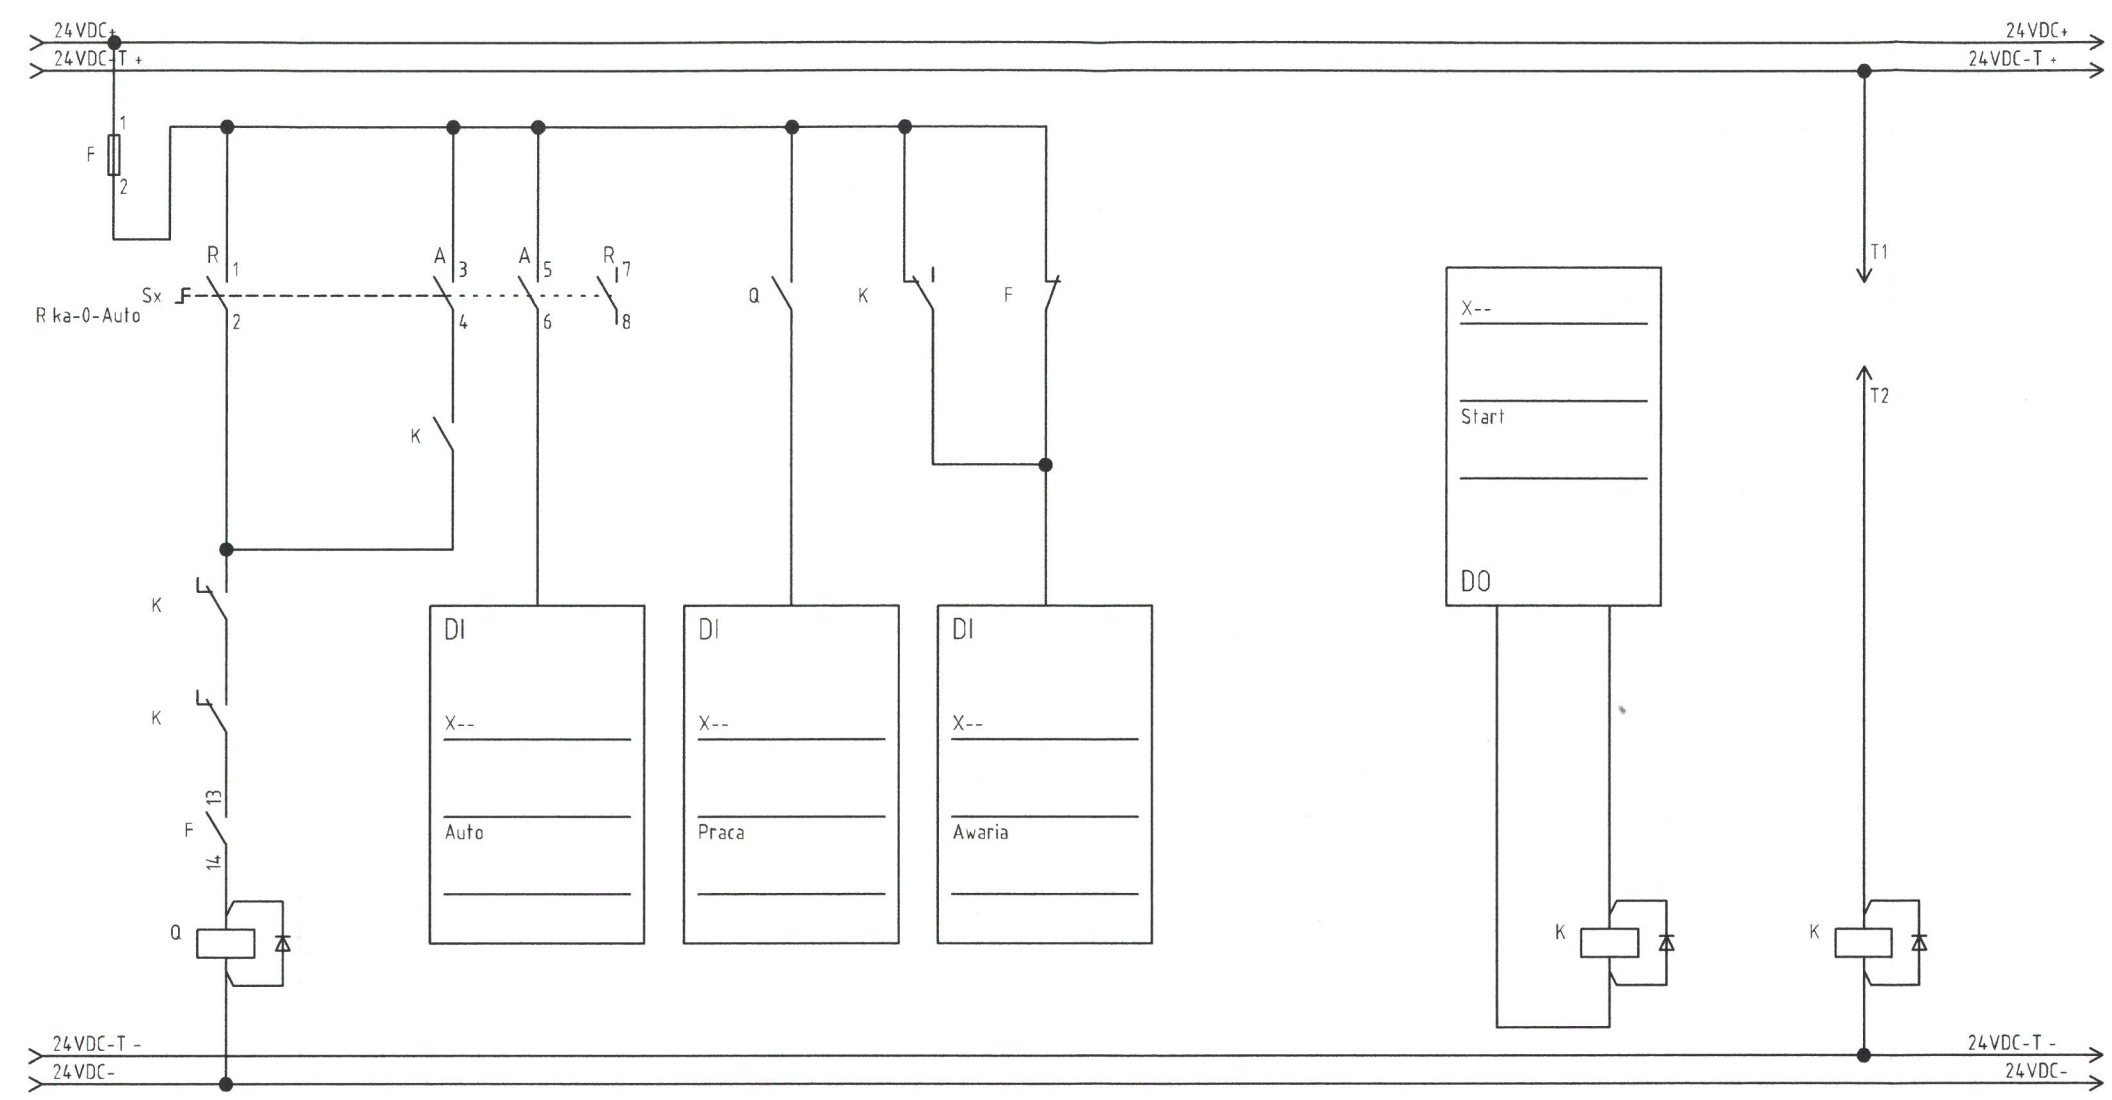 24VDC+ 24VDC+
24VDC-T + 24VDC-T +
1
F
2
R 1 A 3 A 5 R 7 T1
Sx Q K F
R ka-0-Auto 2 4 6 8
X--
T2
Start
K
DO
K
DI DI DI
K X-- X-- X--
13
F Auto Praca Awaria
14
Q K K
24VDC-T - 24VDC-T -
24VDC- 24VDC-